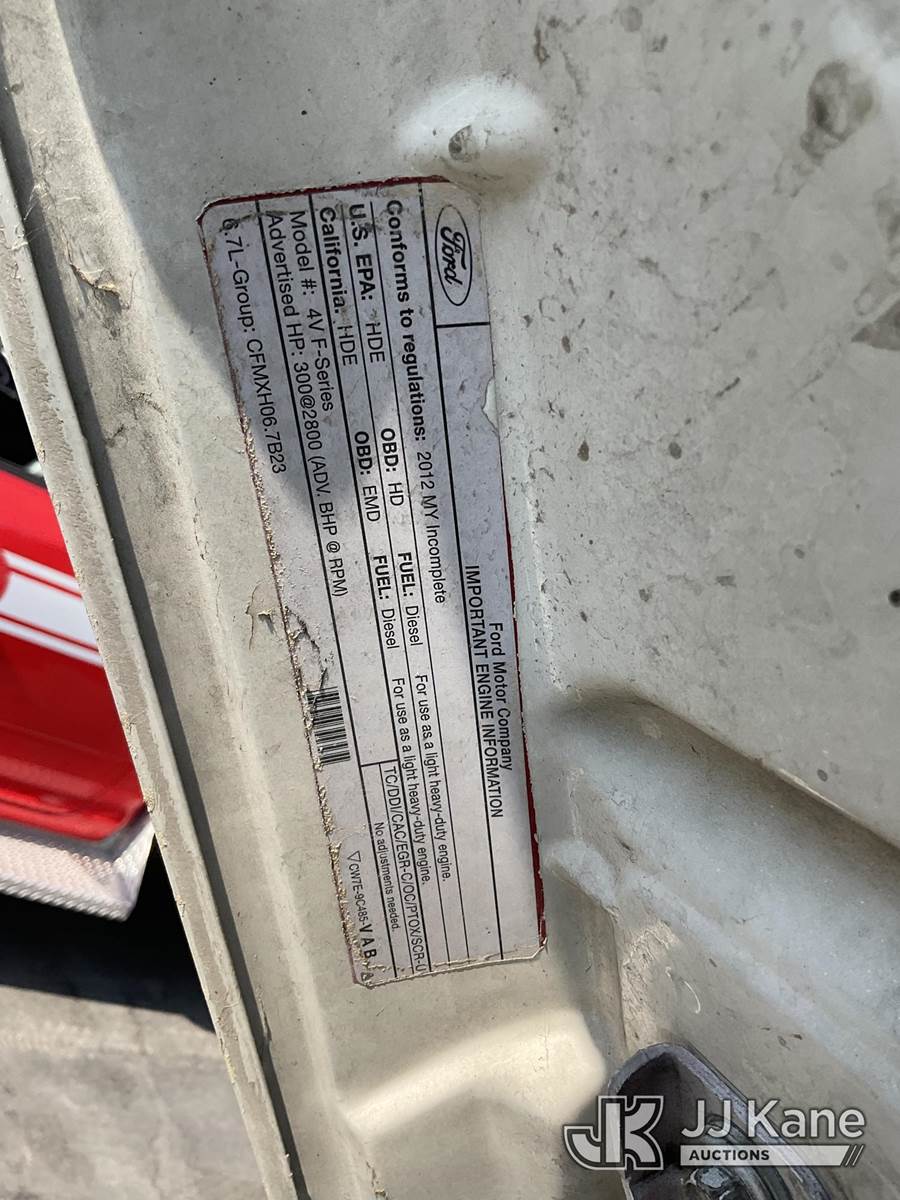 Ford
Ford Motor Company
IMPORTANT ENGINE INFORMATION
Conforms to regulations: 2012 MY Incomplete
U.S. EPA: HDE OBD: HD FUEL: Diesel For use as a light heavy-duty engine.
California: HDE OBD: EMD FUEL: Diesel For use as a light heavy-duty engine.
Model #: 4V F-Series
TC/DDI/CAC/EGR-C/OC/PTOX/SCR-U
Advertised HP: 300@2800 (ADV. BHP @ RPM)
No adjustments needed.
6.7L-Group: CFMXH06.7B23
CW7E-9C485-VAB
JK JJ Kane
AUCTIONS